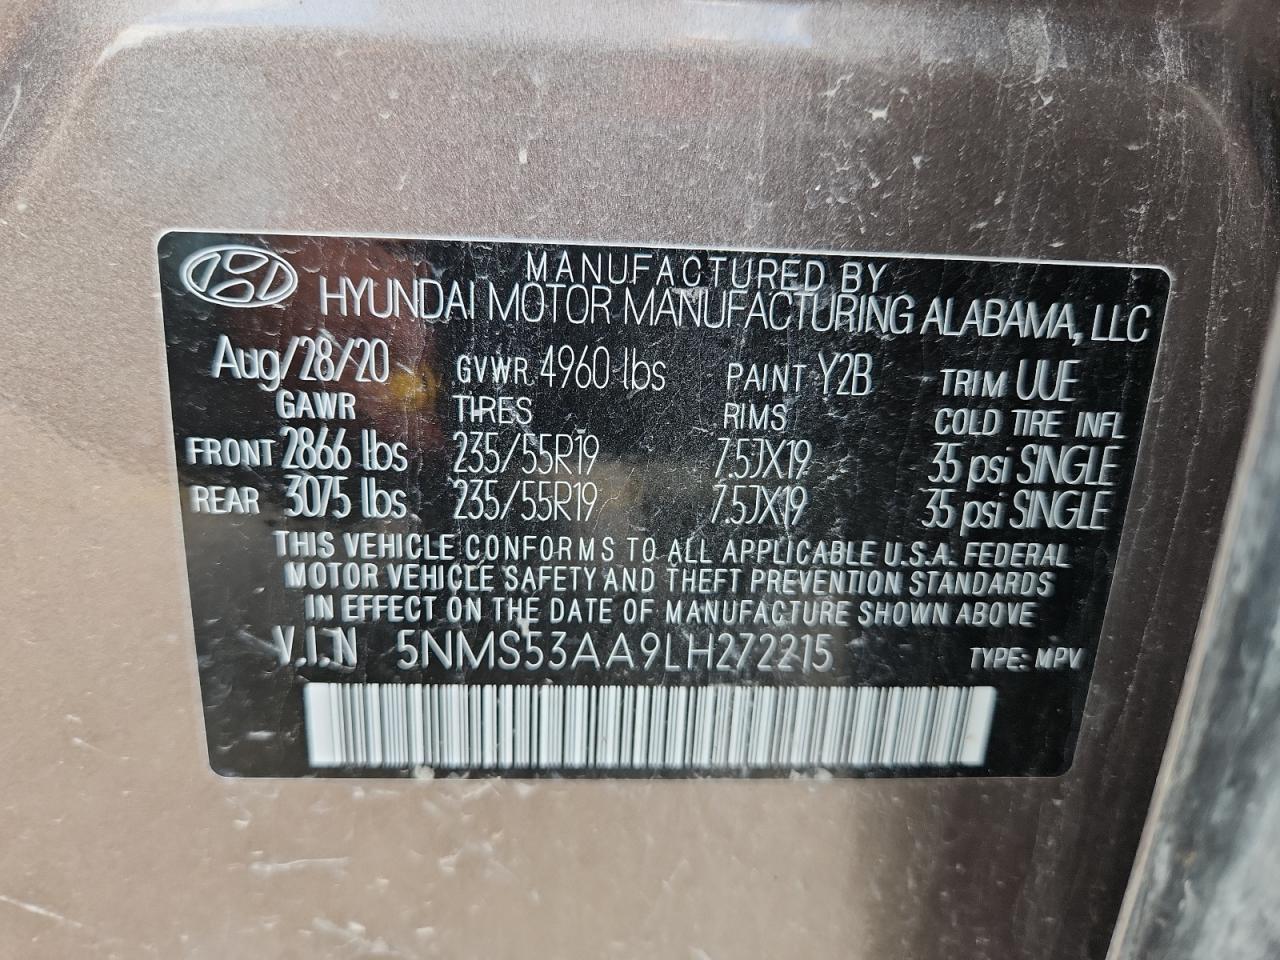 MANUFACTURED BY
HYUNDAI MOTOR MANUFACTURING ALABAMA, LLC
Aug/28/20 GVWR 4960 lbs PAINT Y2B TRIM UUE
GAWR TIRES RIMS COLD TIRE INFL
FRONT 2866 lbs 235/55R19 7.5JX19 35 psi SINGLE
REAR 3075 lbs 235/55R19 7.5JX19 35 psi SINGLE
THIS VEHICLE CONFORMS TO ALL APPLICABLE U.S.A. FEDERAL
MOTOR VEHICLE SAFETY AND THEFT PREVENTION STANDARDS
IN EFFECT ON THE DATE OF MANUFACTURE SHOWN ABOVE
V.I.N 5NMS53AA9LH272215 TYPE: MPV